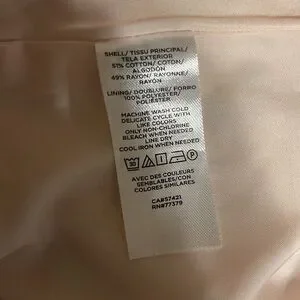 SHELL/ TISSU PRINCIPAL/
TELA EXTERIOR
51% COTTON/ COTON/
ALGODÓN
49% RAYON/ RAYONNE/
RAYÓN
LINING/ DOUBLURE/ FORRO
100% POLYESTER/
POLIÉSTER
MACHINE WASH COLD
DELICATE CYCLE WITH
LIKE COLORS
ONLY NON-CHLORINE
BLEACH WHEN NEEDED
LINE DRY
COOL IRON WHEN NEEDED
30 P
AVEC DES COULEURS
SEMBLABLES/CON
COLORES SIMILARES
CA#57421
RN#77379